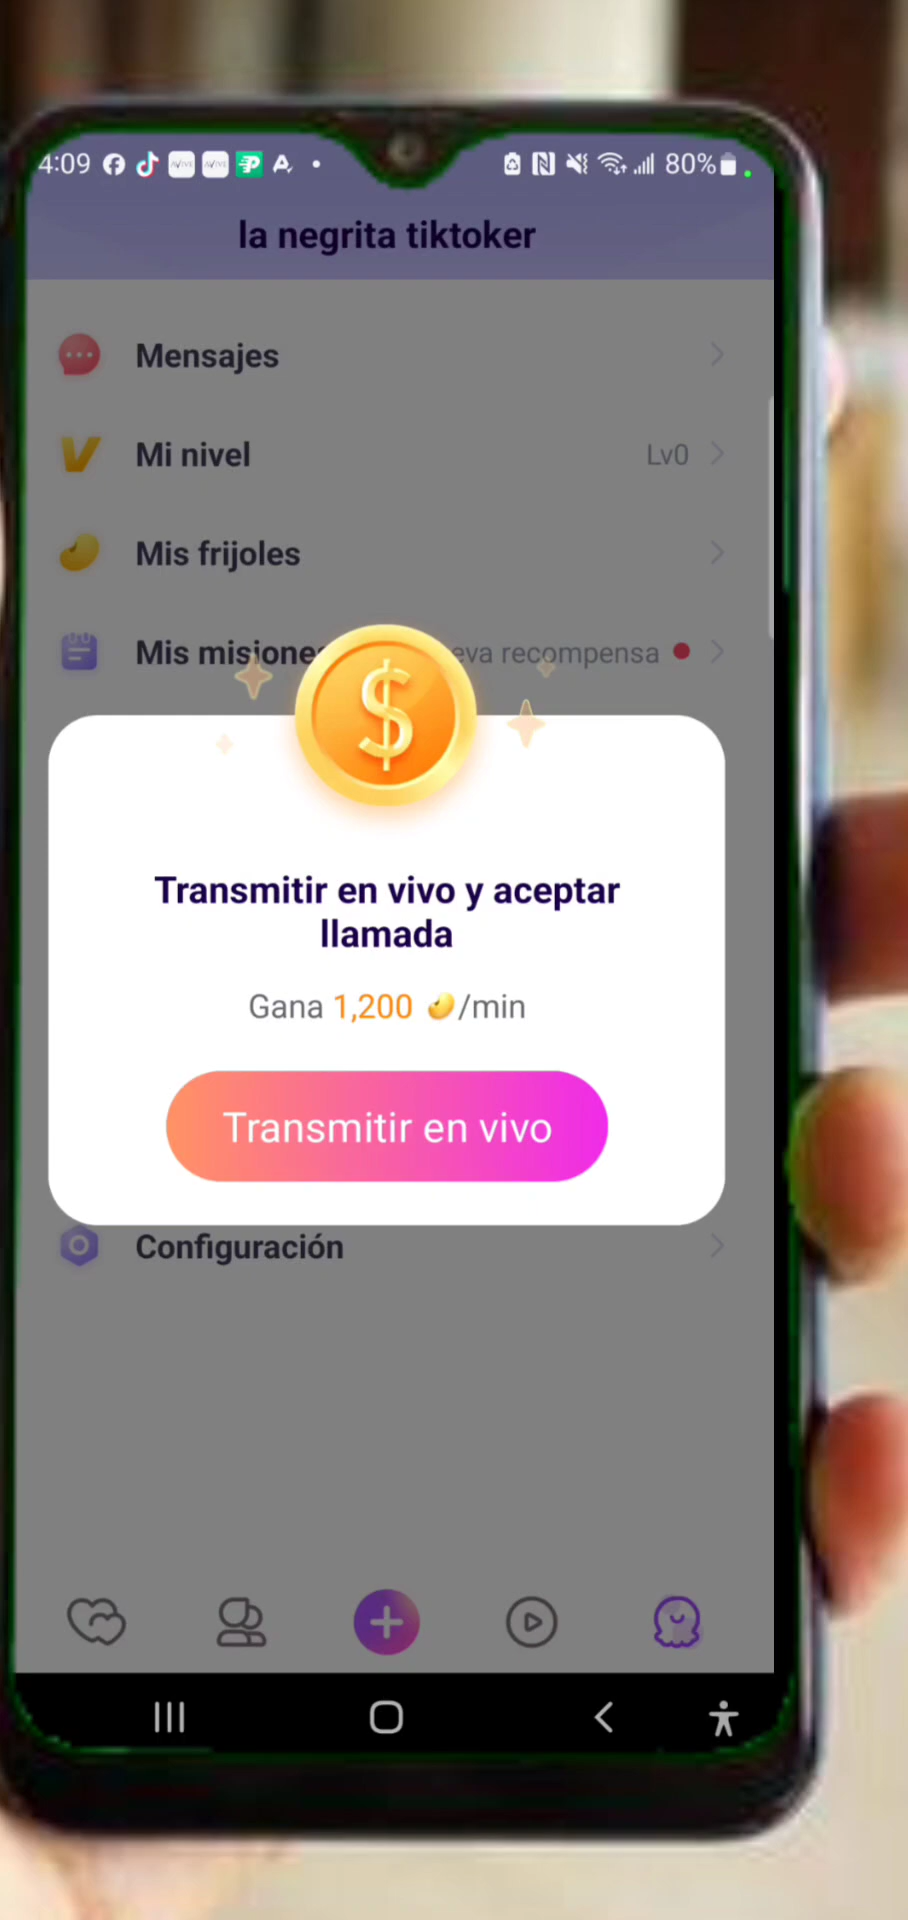 4:09
80%
la negrita tiktoker
Mensajes
Mi nivel
Lv0
Mis frijoles
Mis misione
eva recompensa
Transmitir en vivo y aceptar
llamada
Gana 1,200 /min
Transmitir en vivo
Configuración